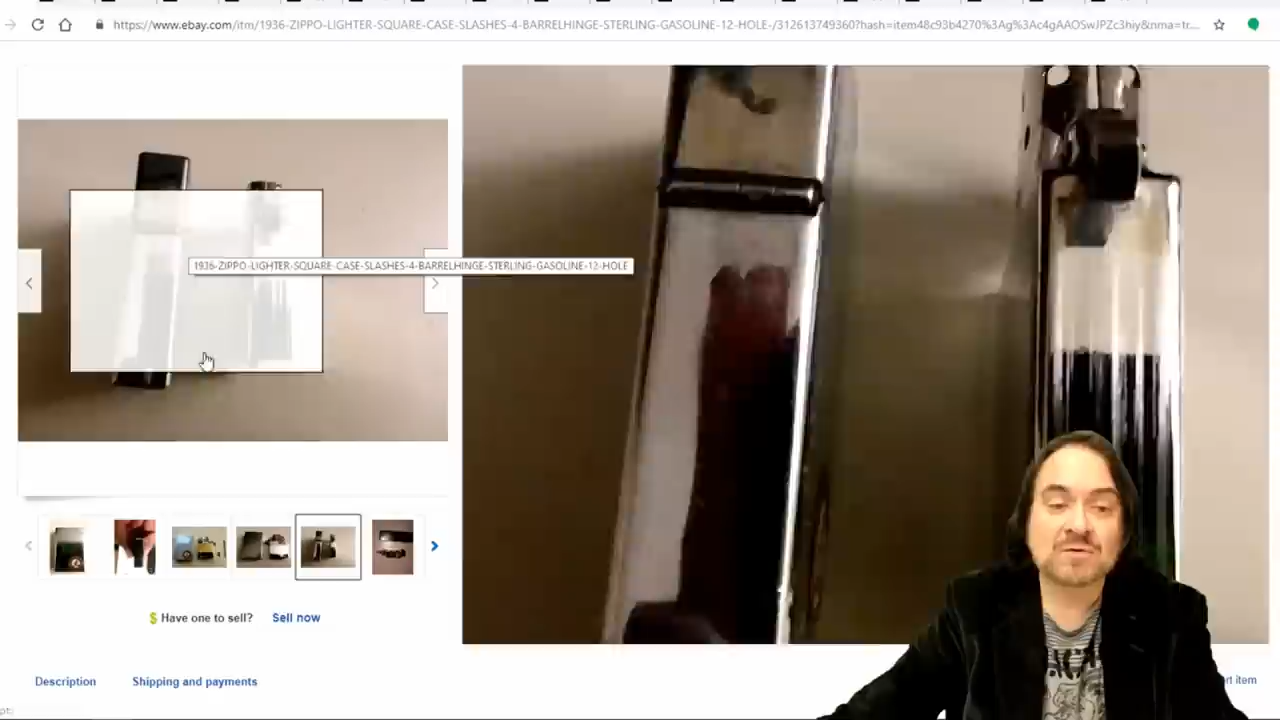 https://www.ebay.com/itm/1936-ZIPPO-LIGHTER-SQUARE-CASE-SLASHES-4-BARRELHINGE-STERLING-GASOLINE-12-HOLE-/312613749360?hash=item48c93b4270%3Ag%3Ac4gAAOSwJPZc3hiy&nma=tr...
1936-ZIPPO-LIGHTER-SQUARE-CASE-SLASHES-4-BARRELHINGE-STERLING-GASOLINE-12-HOLE
$ Have one to sell? Sell now
Description Shipping and payments
rt item